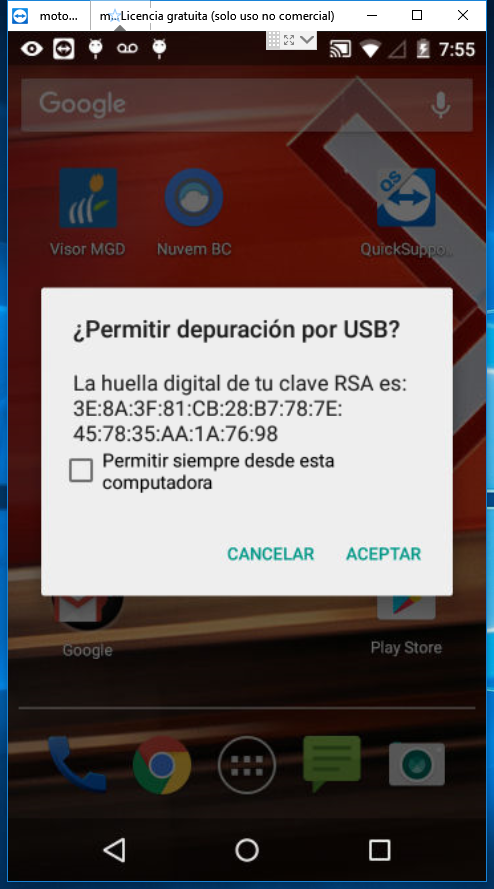 moto...
m
Licencia gratuita (solo uso no comercial)
7:55
Google
Visor MGD
Nuvem BC
QS
QuickSuppo..
¿Permitir depuración por USB?
La huella digital de tu clave RSA es:
3E:8A:3F:81:CB:28:B7:78:7E:
45:78:35:AA:1A:76:98
Permitir siempre desde esta
computadora
CANCELAR
ACEPTAR
Google
Play Store